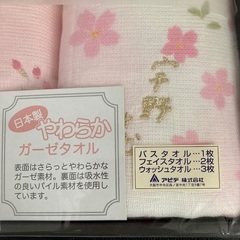 日本製
やわらか
ガーゼタオル
表面はさらっとやわらかな
ガーゼ素材。裏面は吸水性
の良いパイル素材を使用し
ています。
バスタオル…1枚
フェイスタオル…2枚
ウォッシュタオル…3枚
アピデ株式会社